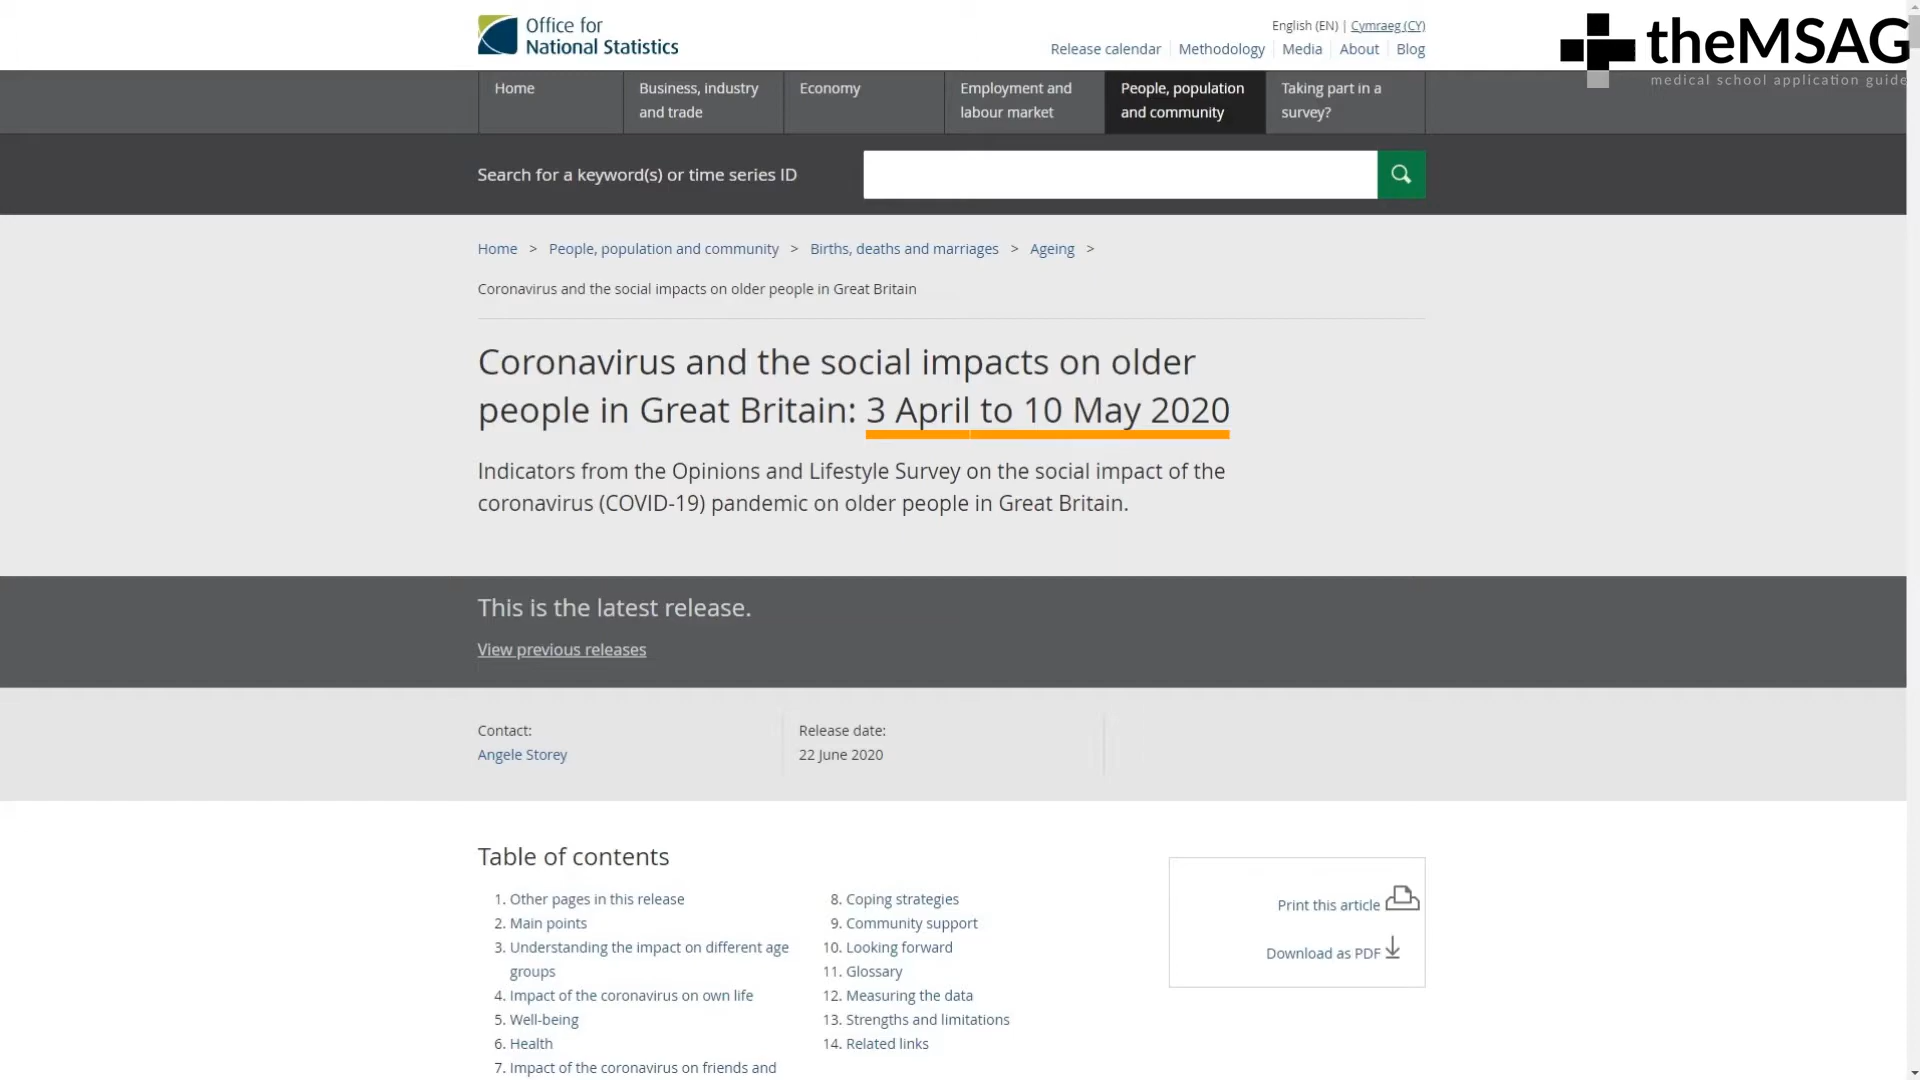 Office for
National Statistics
English (EN) | Cymraeg (CY)
Release calendar Methodology Media About Blog
theMSAG
medical school application guide
Home
Business, industry
and trade
Economy
Employment and
labour market
People, population
and community
Taking part in a
survey?
Search for a keyword(s) or time series ID
Home > People, population and community > Births, deaths and marriages > Ageing >
Coronavirus and the social impacts on older people in Great Britain
Coronavirus and the social impacts on older
people in Great Britain: 3 April to 10 May 2020
Indicators from the Opinions and Lifestyle Survey on the social impact of the
coronavirus (COVID-19) pandemic on older people in Great Britain.
This is the latest release.
View previous releases
Contact:
Angele Storey
Release date:
22 June 2020
Table of contents
1. Other pages in this release
2. Main points
3. Understanding the impact on different age
groups
4. Impact of the coronavirus on own life
5. Well-being
6. Health
7. Impact of the coronavirus on friends and
8. Coping strategies
9. Community support
10. Looking forward
11. Glossary
12. Measuring the data
13. Strengths and limitations
14. Related links
Print this article
Download as PDF